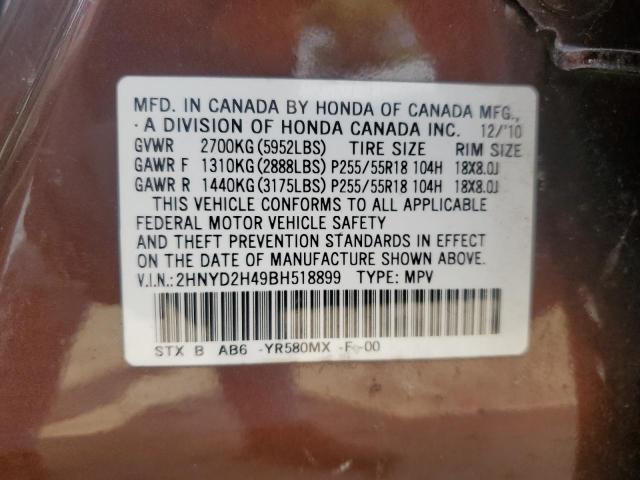 MFD. IN CANADA BY HONDA OF CANADA MFG.,
· A DIVISION OF HONDA CANADA INC. 12/'10
GVWR 2700KG (5952LBS) TIRE SIZE RIM SIZE
GAWR F 1310KG (2888LBS) P255/55R18 104H 18X8.0J
GAWR R 1440KG (3175LBS) P255/55R18 104H 18X8.0J
THIS VEHICLE CONFORMS TO ALL APPLICABLE
FEDERAL MOTOR VEHICLE SAFETY
AND THEFT PREVENTION STANDARDS IN EFFECT
ON THE DATE OF MANUFACTURE SHOWN ABOVE.
V.I.N.:2HNYD2H49BH518899 TYPE: MPV
STX B AB6 -YR580MX -F -00